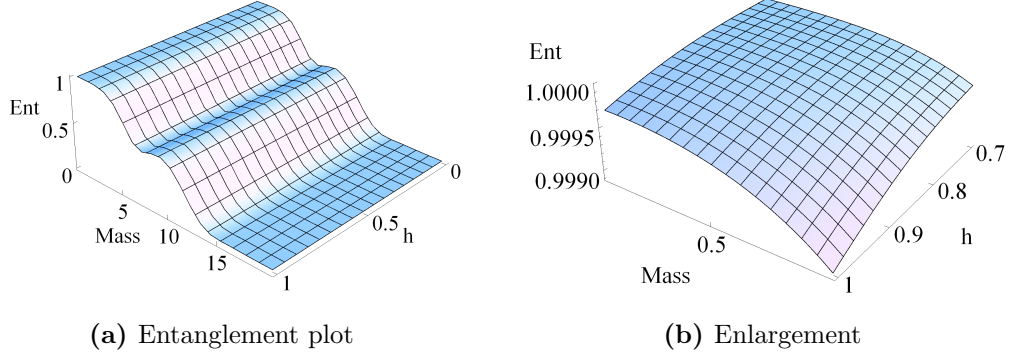 1
Ent
0.5
0
5
Mass 10
15
0
0.5
h
1
(a) Entanglement plot
Ent
1.0000
0.9995
0.9990
0.5
Mass
0.7
0.8
0.9 h
1
(b) Enlargement